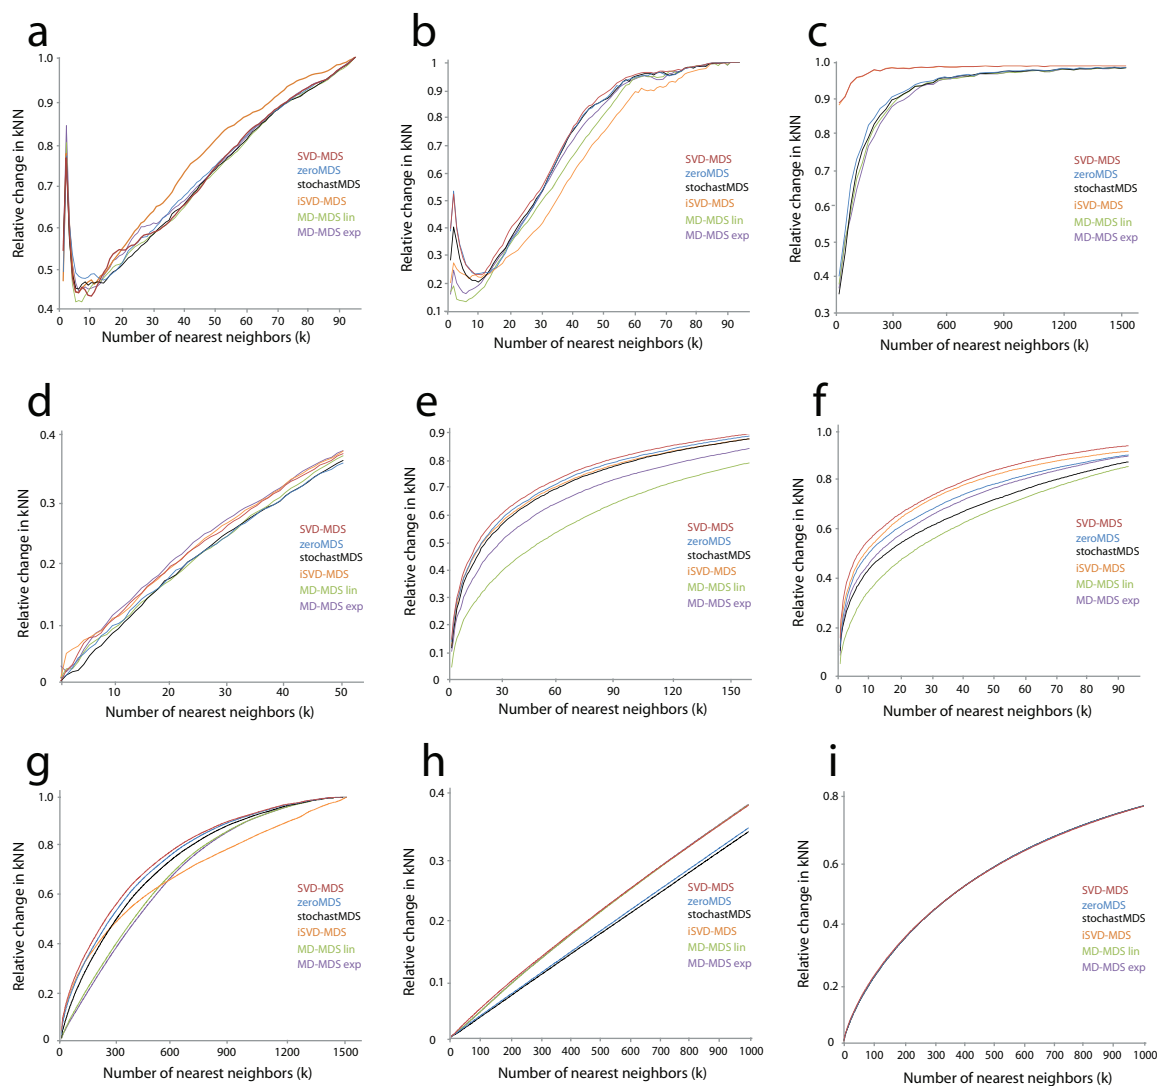 a
1.0
0.9
0.8
0.7
0.6
0.5
0.4
Relative change in kNN
SVD-MDS
zeroMDS
stochastMDS
iSVD-MDS
MD-MDS lin
MD-MDS exp
0 10 20 30 40 50 60 70 80 90
Number of nearest neighbors (k)
b
1
0.9
0.8
0.7
0.6
0.5
0.4
0.3
0.2
0.1
Relative change in kNN
SVD-MDS
zeroMDS
stochastMDS
iSVD-MDS
MD-MDS lin
MD-MDS exp
0 10 20 30 40 50 60 70 80 90
Number of nearest neighbors (k)
c
1.0
0.9
0.8
0.7
0.6
0.5
0.4
0.3
Relative change in kNN
SVD-MDS
zeroMDS
stochastMDS
iSVD-MDS
MD-MDS lin
MD-MDS exp
0 300 600 900 1200 1500
Number of nearest neighbors (k)
d
0.4
0.3
0.2
0.1
0
Relative change in kNN
SVD-MDS
zeroMDS
stochastMDS
iSVD-MDS
MD-MDS lin
MD-MDS exp
10 20 30 40 50
Number of nearest neighbors (k)
e
0.9
0.8
0.7
0.6
0.5
0.4
0.3
0.2
0.1
0
Relative change in kNN
SVD-MDS
zeroMDS
stochastMDS
iSVD-MDS
MD-MDS lin
MD-MDS exp
0 30 60 90 120 150
Number of nearest neighbors (k)
f
1.0
0.8
0.6
0.4
0.2
0
Relative change in kNN
SVD-MDS
zeroMDS
stochastMDS
iSVD-MDS
MD-MDS lin
MD-MDS exp
0 10 20 30 40 50 60 70 80 90
Number of nearest neighbors (k)
g
1.0
0.8
0.6
0.4
0.2
0
Relative change in kNN
SVD-MDS
zeroMDS
stochastMDS
iSVD-MDS
MD-MDS lin
MD-MDS exp
0 300 600 900 1200 1500
Number of nearest neighbors (k)
h
0.4
0.3
0.2
0.1
0
Relative change in kNN
SVD-MDS
zeroMDS
stochastMDS
iSVD-MDS
MD-MDS lin
MD-MDS exp
0 100 200 300 400 500 600 700 800 900 1000
Number of nearest neighbors (k)
i
0.8
0.6
0.4
0.2
0
Relative change in kNN
SVD-MDS
zeroMDS
stochastMDS
iSVD-MDS
MD-MDS lin
MD-MDS exp
0 100 200 300 400 500 600 700 800 900 1000
Number of nearest neighbors (k)